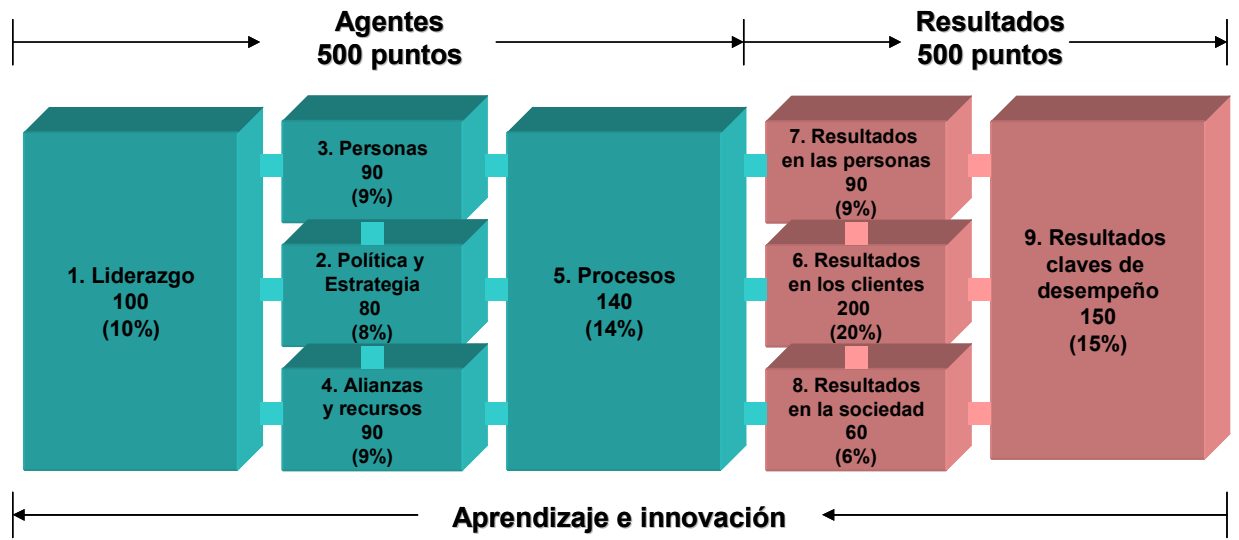 Agentes
500 puntos
Resultados
500 puntos
1. Liderazgo
100
(10%)
3. Personas
90
(9%)
2. Política y
Estrategia
80
(8%)
4. Alianzas
y recursos
90
(9%)
5. Procesos
140
(14%)
7. Resultados
en las personas
90
(9%)
6. Resultados
en los clientes
200
(20%)
8. Resultados
en la sociedad
60
(6%)
9. Resultados
claves de
desempeño
150
(15%)
Aprendizaje e innovación